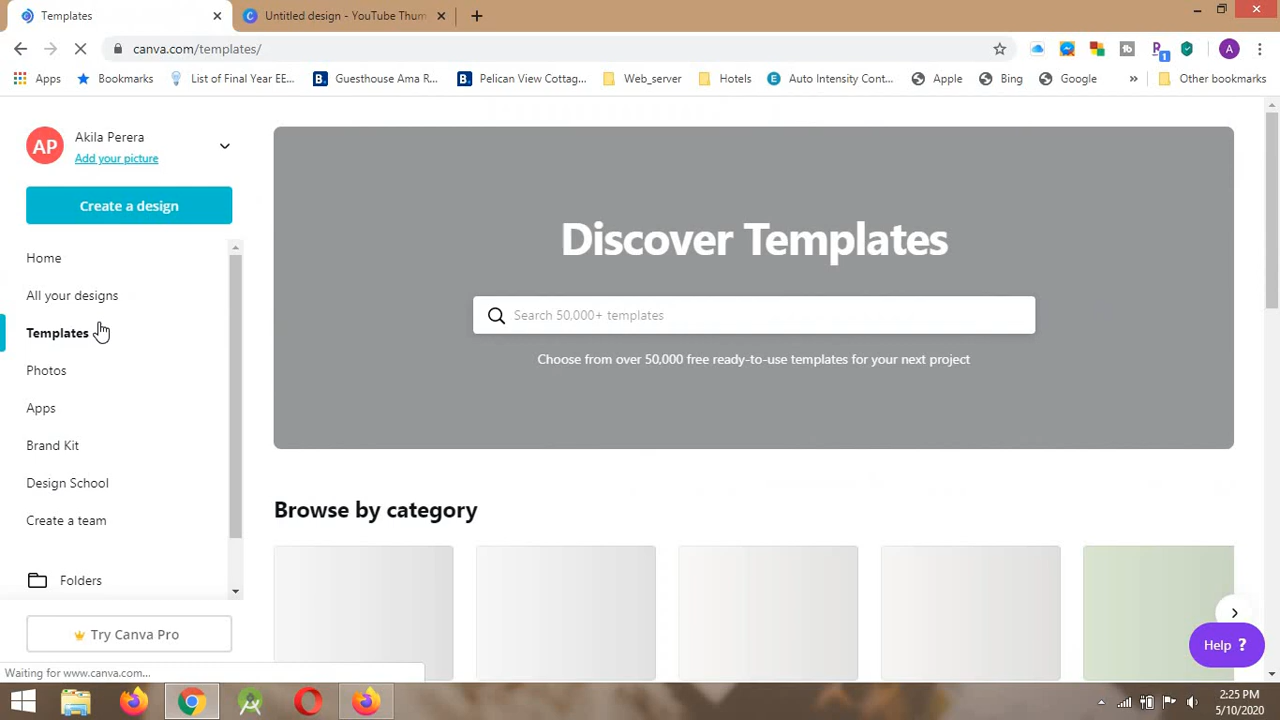 Templates
Untitled design - YouTube Thum
canva.com/templates/
A
Apps
Bookmarks
List of Final Year EE...
B. Guesthouse Ama R...
B. Pelican View Cottag...
Web_server
Hotels
E Auto Intensity Cont...
Apple
Bing
Google
»
Other bookmarks
1
AP
Akila Perera
Add your picture
Create a design
Home
All your designs
Templates
Photos
Apps
Brand Kit
Design School
Create a team
Folders
Try Canva Pro
Discover Templates
Search 50,000+ templates
Choose from over 50,000 free ready-to-use templates for your next project
Browse by category
Help ?
Waiting for www.canva.com...
2:25 PM
5/10/2020